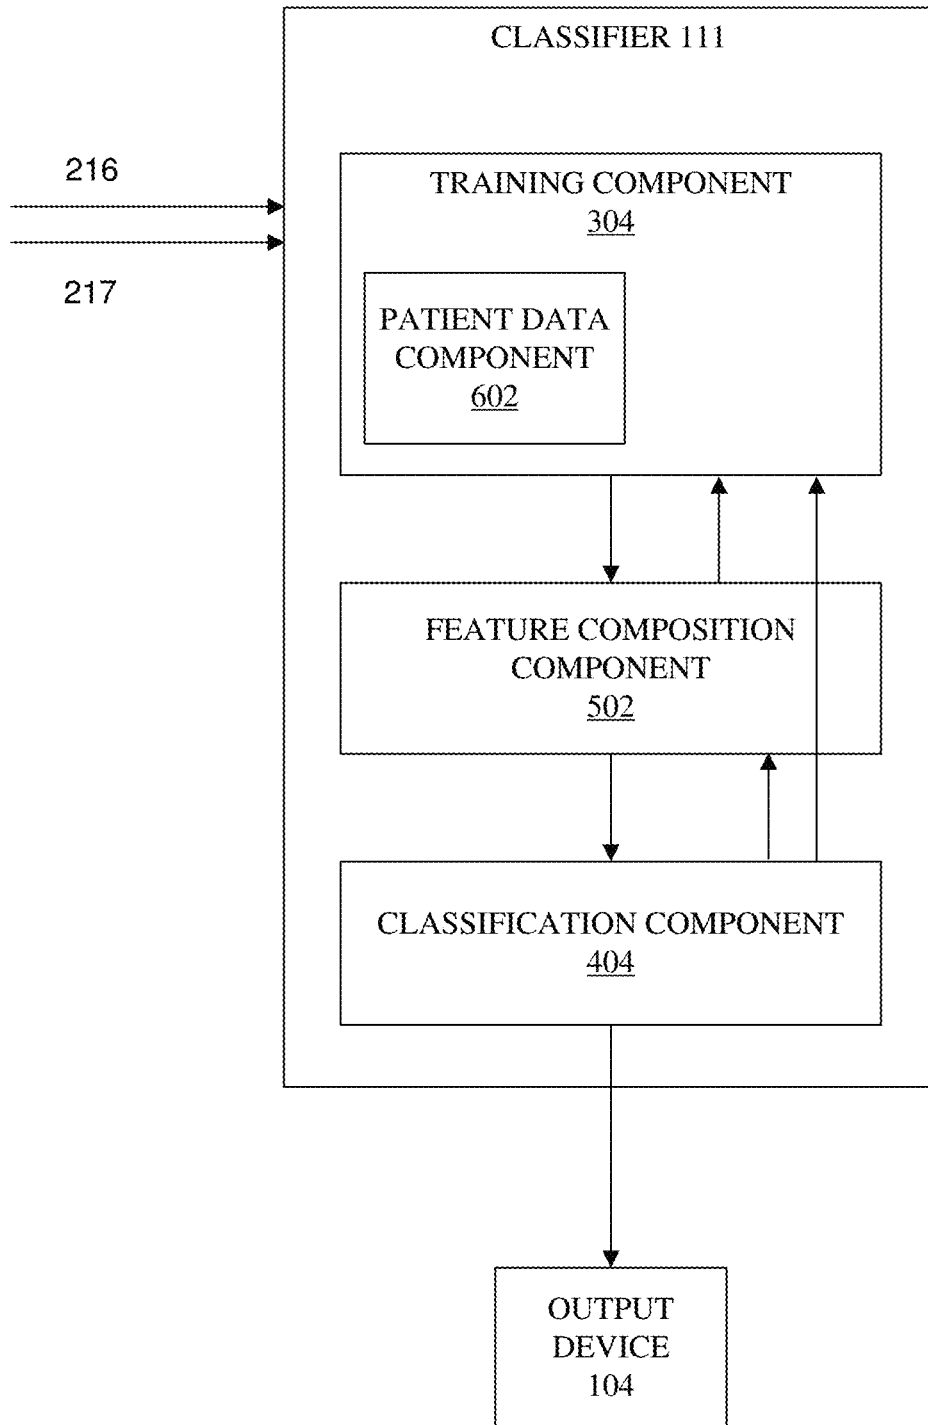 CLASSIFIER 111
216
217
TRAINING COMPONENT
304
PATIENT DATA
COMPONENT
602
FEATURE COMPOSITION
COMPONENT
502
CLASSIFICATION COMPONENT
404
OUTPUT
DEVICE
104